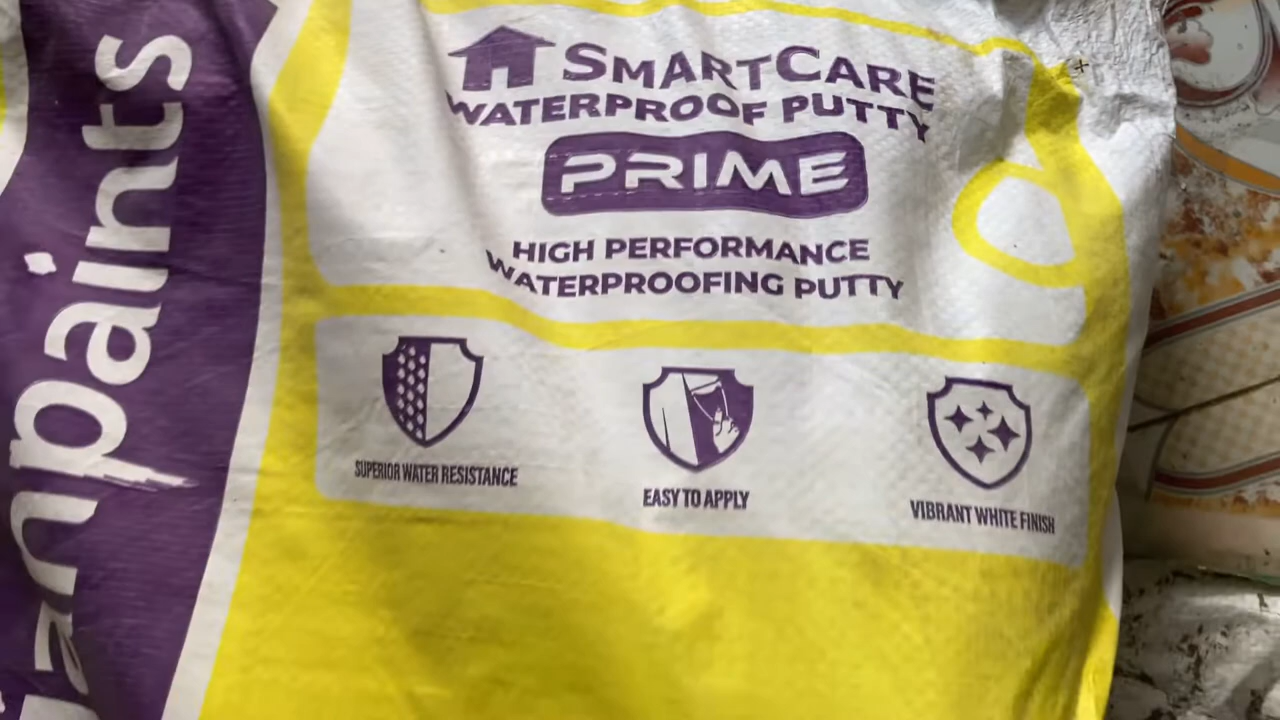 SMARTCARE
WATERPROOF PUTTY
PRIME
HIGH PERFORMANCE
WATERPROOFING PUTTY
SUPERIOR WATER RESISTANCE
EASY TO APPLY
VIBRANT WHITE FINISH
paints